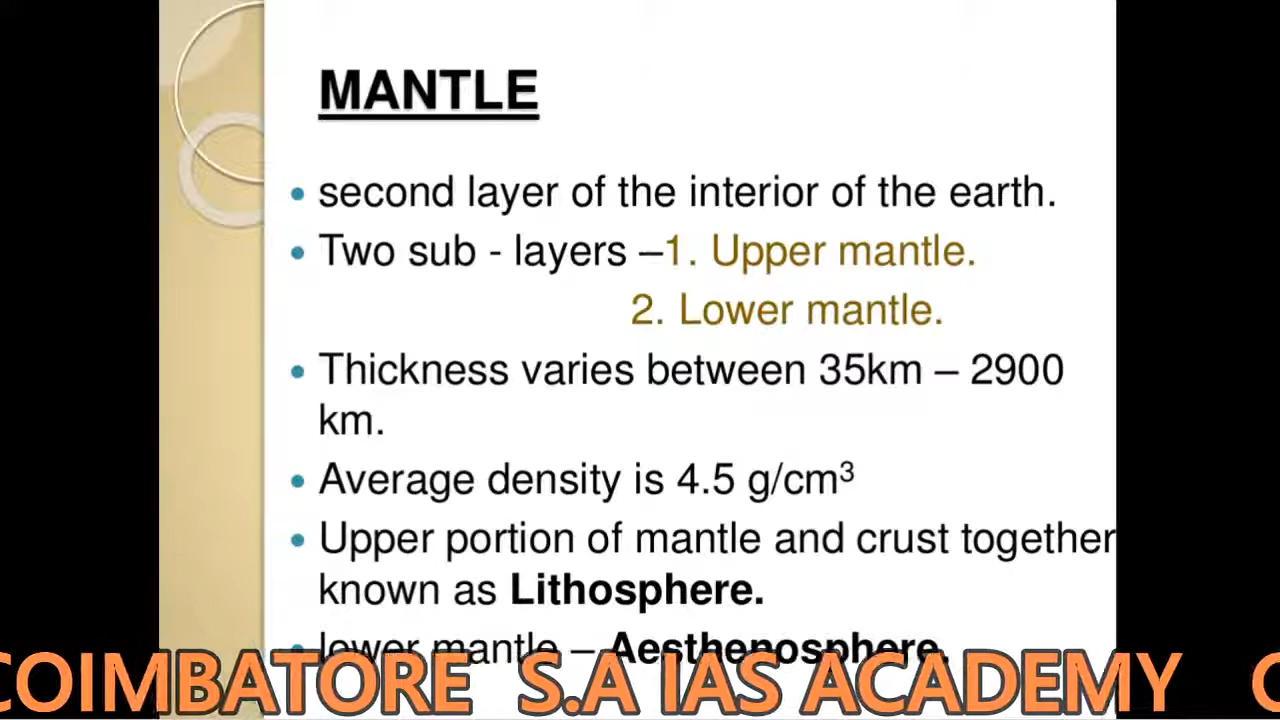 MANTLE
second layer of the interior of the earth.
Two sub - layers –1. Upper mantle.
2. Lower mantle.
Thickness varies between 35km – 2900
km.
Average density is 4.5 g/cm³
Upper portion of mantle and crust together
known as Lithosphere.
lower mantle – Aesthenosphere.
COIMBATORE S.A IAS ACADEMY